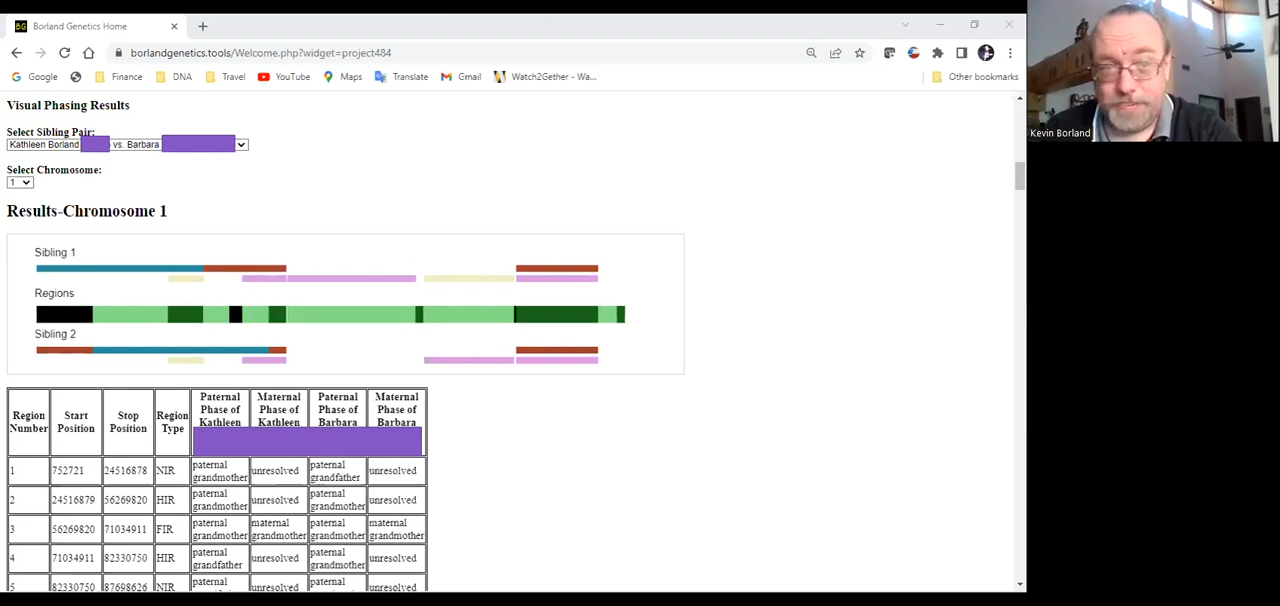 Borland Genetics Home
borlandgenetics.tools/Welcome.php?widget=project484
Google Finance DNA Travel YouTube Maps Translate Gmail Watch2Gether - Wa... Other bookmarks
Visual Phasing Results
Select Sibling Pair:
Kathleen Borland vs. Barbara
Select Chromosome:
1
Results-Chromosome 1
Sibling 1
Regions
Sibling 2
Region Number Start Position Stop Position Region Type Paternal Phase of Kathleen Maternal Phase of Kathleen Paternal Phase of Barbara Maternal Phase of Barbara
1 752721 24516878 NIR paternal grandmother unresolved paternal grandfather unresolved
2 24516879 56269820 HIR paternal grandmother unresolved paternal grandmother unresolved
3 56269820 71034911 FIR paternal grandmother maternal grandmother paternal grandmother maternal grandmother
4 71034911 82330750 HIR paternal grandfather unresolved paternal grandmother unresolved
5 82330750 87698626 NIR paternal unresolved paternal unresolved
Kevin Borland